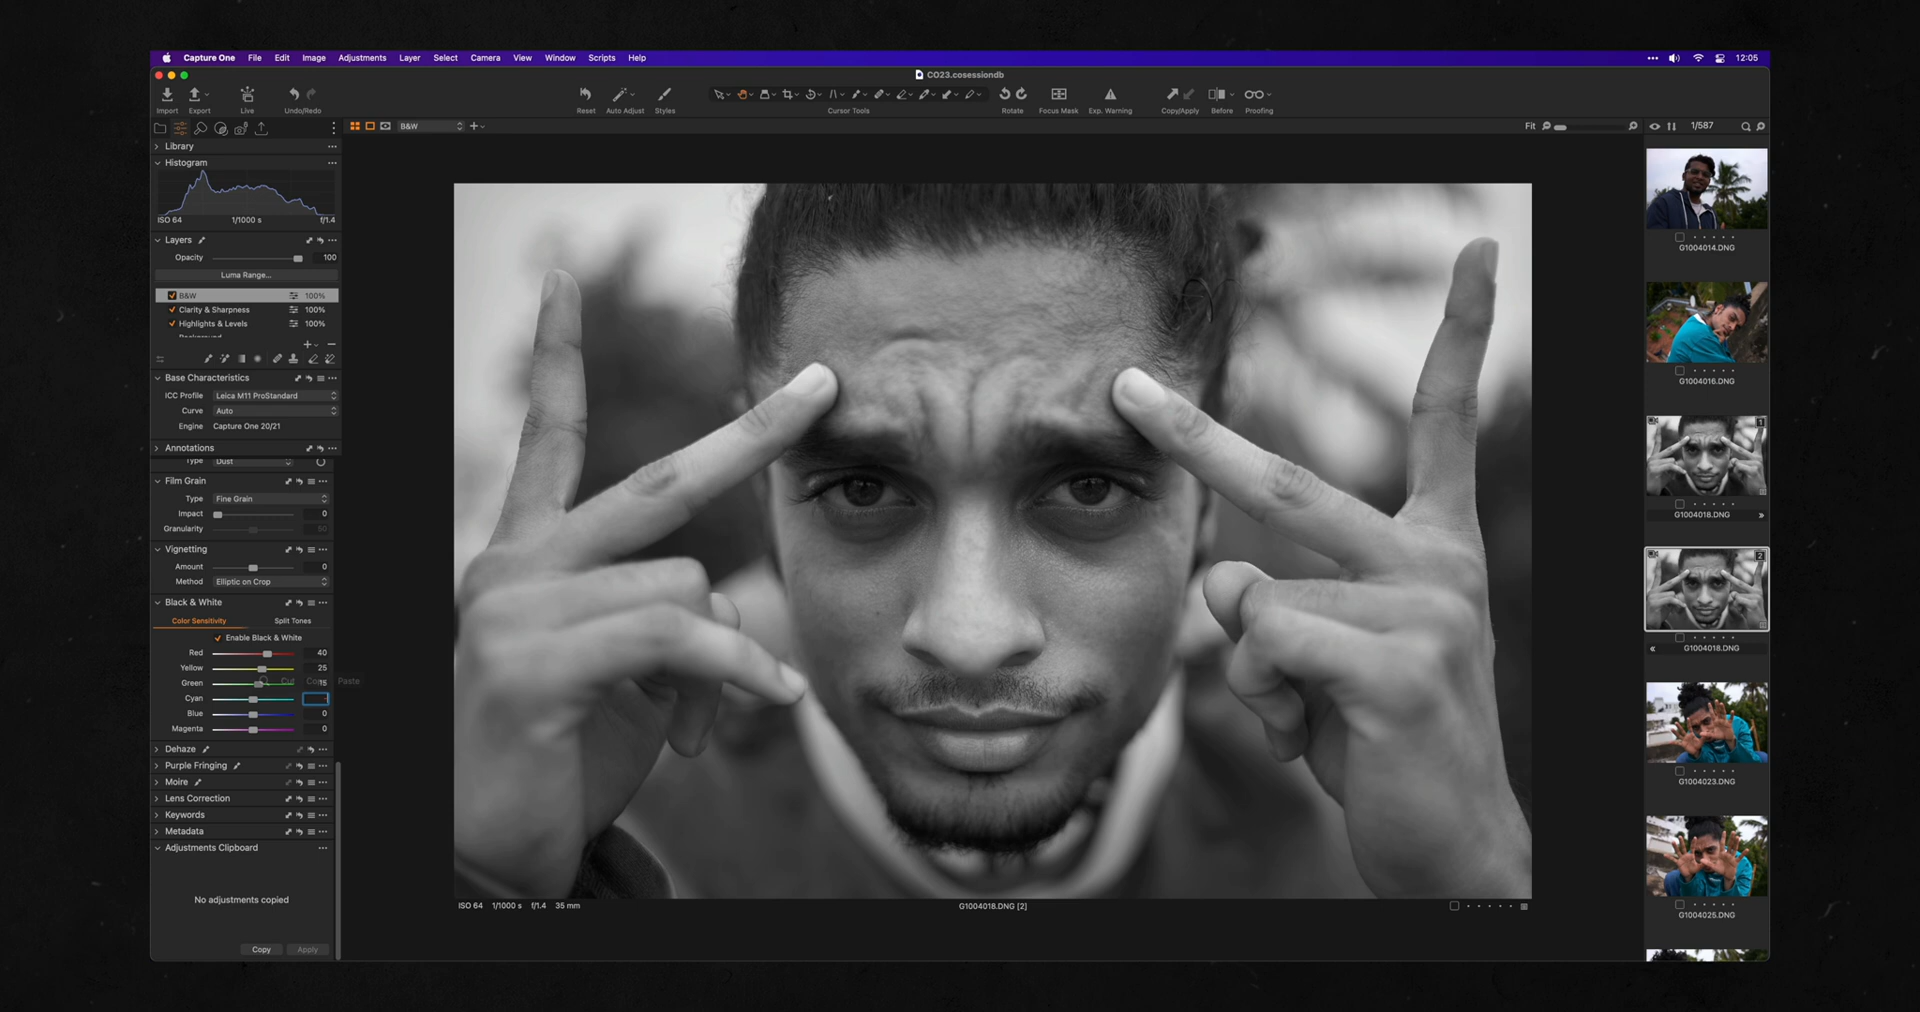 Capture One File Edit Image Adjustments Layer Select Camera View Window Scripts Help 12:05
CO23.cosessiondb
Import Export Live Undo/Redo Reset Auto Adjust Styles Cursor Tools Rotate Focus Mask Exp. Warning Copy/Apply Before Proofing
B&W Fit 1/587
Library
Histogram
ISO 64 1/1000 s f/1.4
Layers
Opacity 100
Luma Range...
B&W 100%
Clarity & Sharpness 100%
Highlights & Levels 100%
Base Characteristics
ICC Profile Leica M11 ProStandard
Curve Auto
Engine Capture One 20/21
Annotations
Type Dust
Film Grain
Type Fine Grain
Impact 0
Granularity 50
Vignetting
Amount 0
Method Elliptic on Crop
Black & White
Color Sensitivity Split Tones
Enable Black & White
Red 40
Yellow 25
Green 15
Cut Paste
Cyan
Blue 0
Magenta 0
Dehaze
Purple Fringing
Moire
Lens Correction
Keywords
Metadata
Adjustments Clipboard
No adjustments copied
Copy Apply
ISO 64 1/1000 s f/1.4 35 mm
G1004018.DNG [2]
G1004014.DNG
G1004016.DNG
1
G1004018.DNG
2
G1004018.DNG
G1004023.DNG
G1004025.DNG